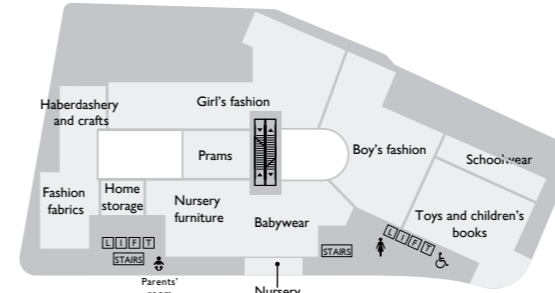 Haberdashery
and crafts
Girl's fashion
Prams
Boy's fashion
Schoolwear
Fashion
fabrics
Home
storage
Nursery
furniture
Babywear
Toys and children's
books
LIFT
STAIRS
STAIRS
LIFT
Parents'
Nursery